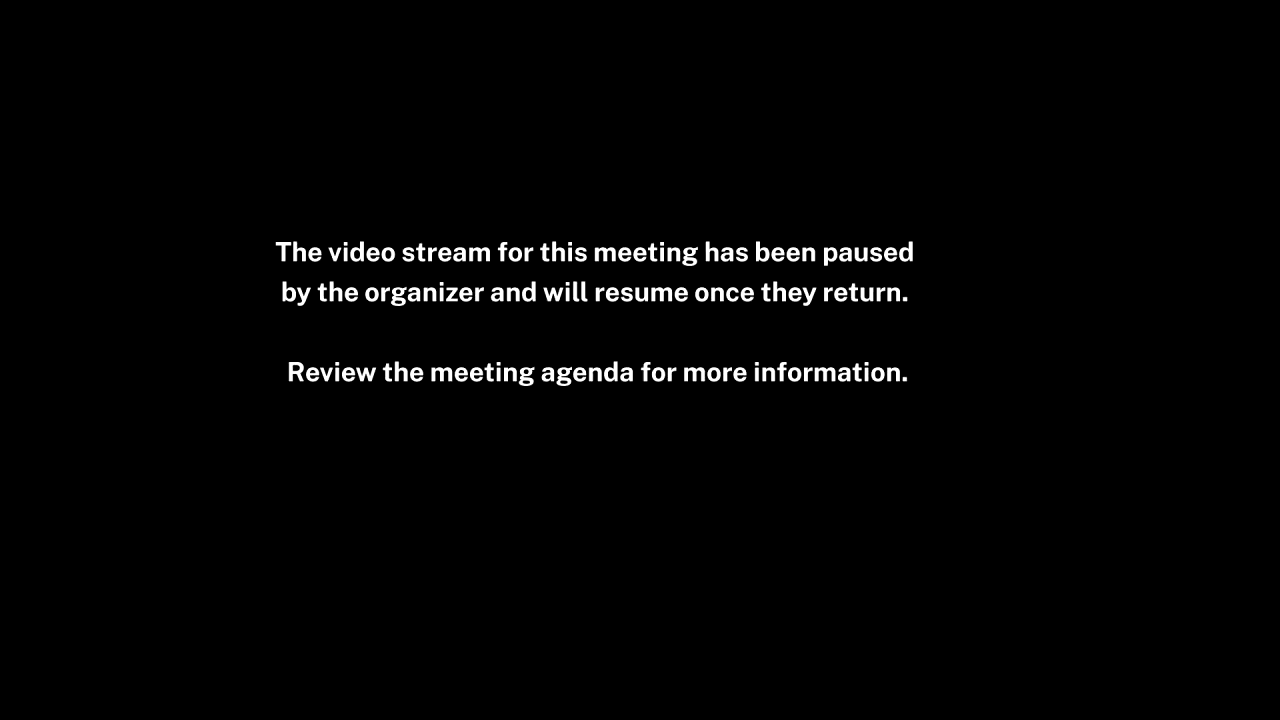 The video stream for this meeting has been paused
by the organizer and will resume once they return.
Review the meeting agenda for more information.